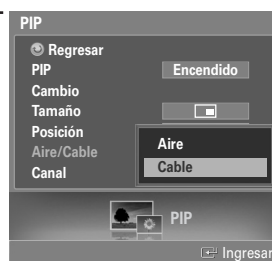 PIP
Regresar
PIP Encendido
Cambio
Tamaño
Posición
Aire/Cable Aire
Canal Cable
PIP
Ingresar